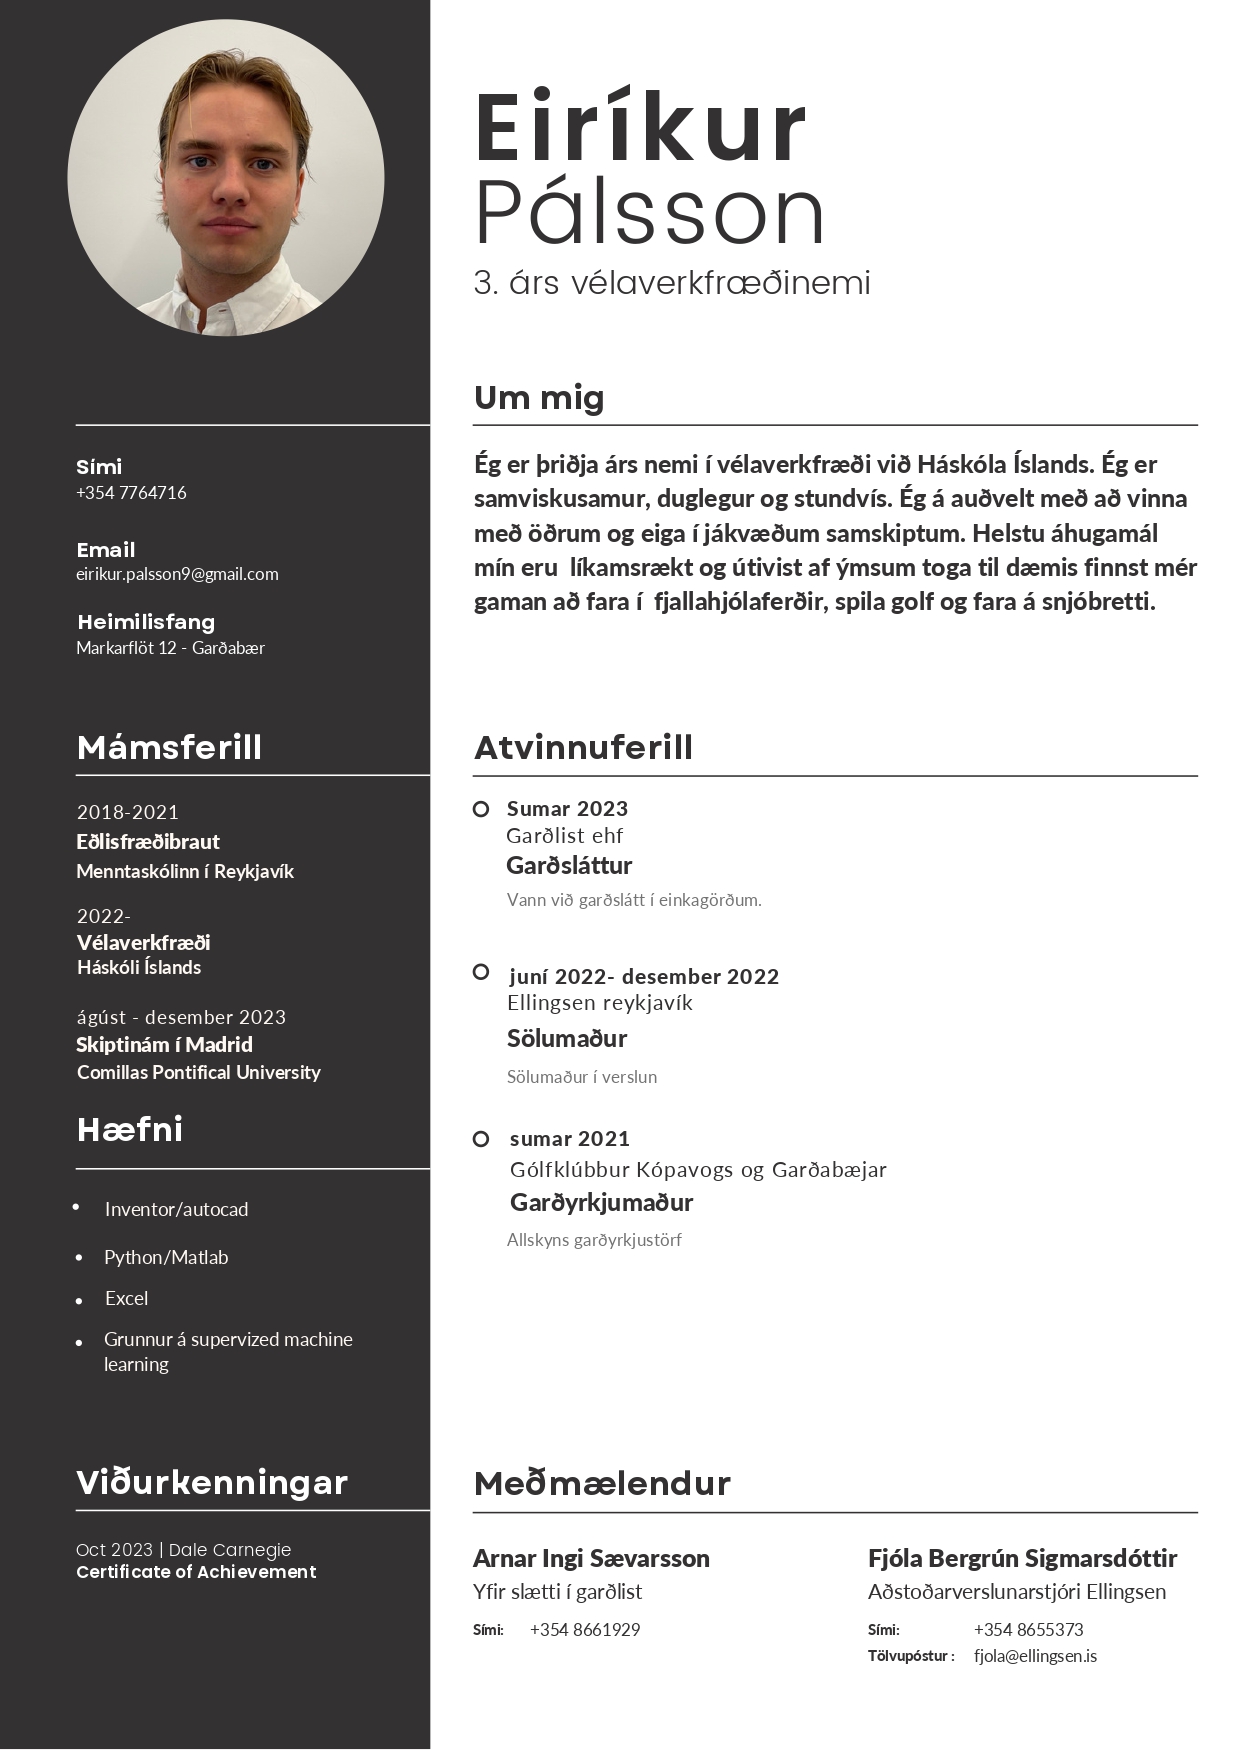 Eiríkur
Pálsson
3. árs vélaverkfræðinemi
Sími
+354 7764716
Email
eirikur.palsson9@gmail.com
Heimilisfang
Markarflöt 12 - Garðabær
Mámsferill
2018-2021
Eðlisfræðibraut
Menntaskólinn í Reykjavík
2022-
Vélaverkfræði
Háskóli Íslands
ágúst - desember 2023
Skiptinám í Madrid
Comillas Pontifical University
Hæfni
• Inventor/autocad
• Python/Matlab
• Excel
• Grunnur á supervized machine
learning
Viðurkenningar
Oct 2023 | Dale Carnegie
Certificate of Achievement
Um mig
Ég er þriðja árs nemi í vélaverkfræði við Háskóla Íslands. Ég er
samviskusamur, duglegur og stundvís. Ég á auðvelt með að vinna
með öðrum og eiga í jákvæðum samskiptum. Helstu áhugamál
mín eru  líkamsrækt og útivist af ýmsum toga til dæmis finnst mér
gaman að fara í  fjallahjólaferðir, spila golf og fara á snjóbretti.
Atvinnuferill
Sumar 2023
Garðlist ehf
Garðsláttur
Vann við garðslátt í einkagörðum.
juní 2022- desember 2022
Ellingsen reykjavík
Sölumaður
Sölumaður í verslun
sumar 2021
Gólfklúbbur Kópavogs og Garðabæjar
Garðyrkjumaður
Allskyns garðyrkjustörf
Meðmælendur
Arnar Ingi Sævarsson
Yfir slætti í garðlist
Sími: +354 8661929
Fjóla Bergrún Sigmarsdóttir
Aðstoðarverslunarstjóri Ellingsen
Sími: +354 8655373
Tölvupóstur : fjola@ellingsen.is